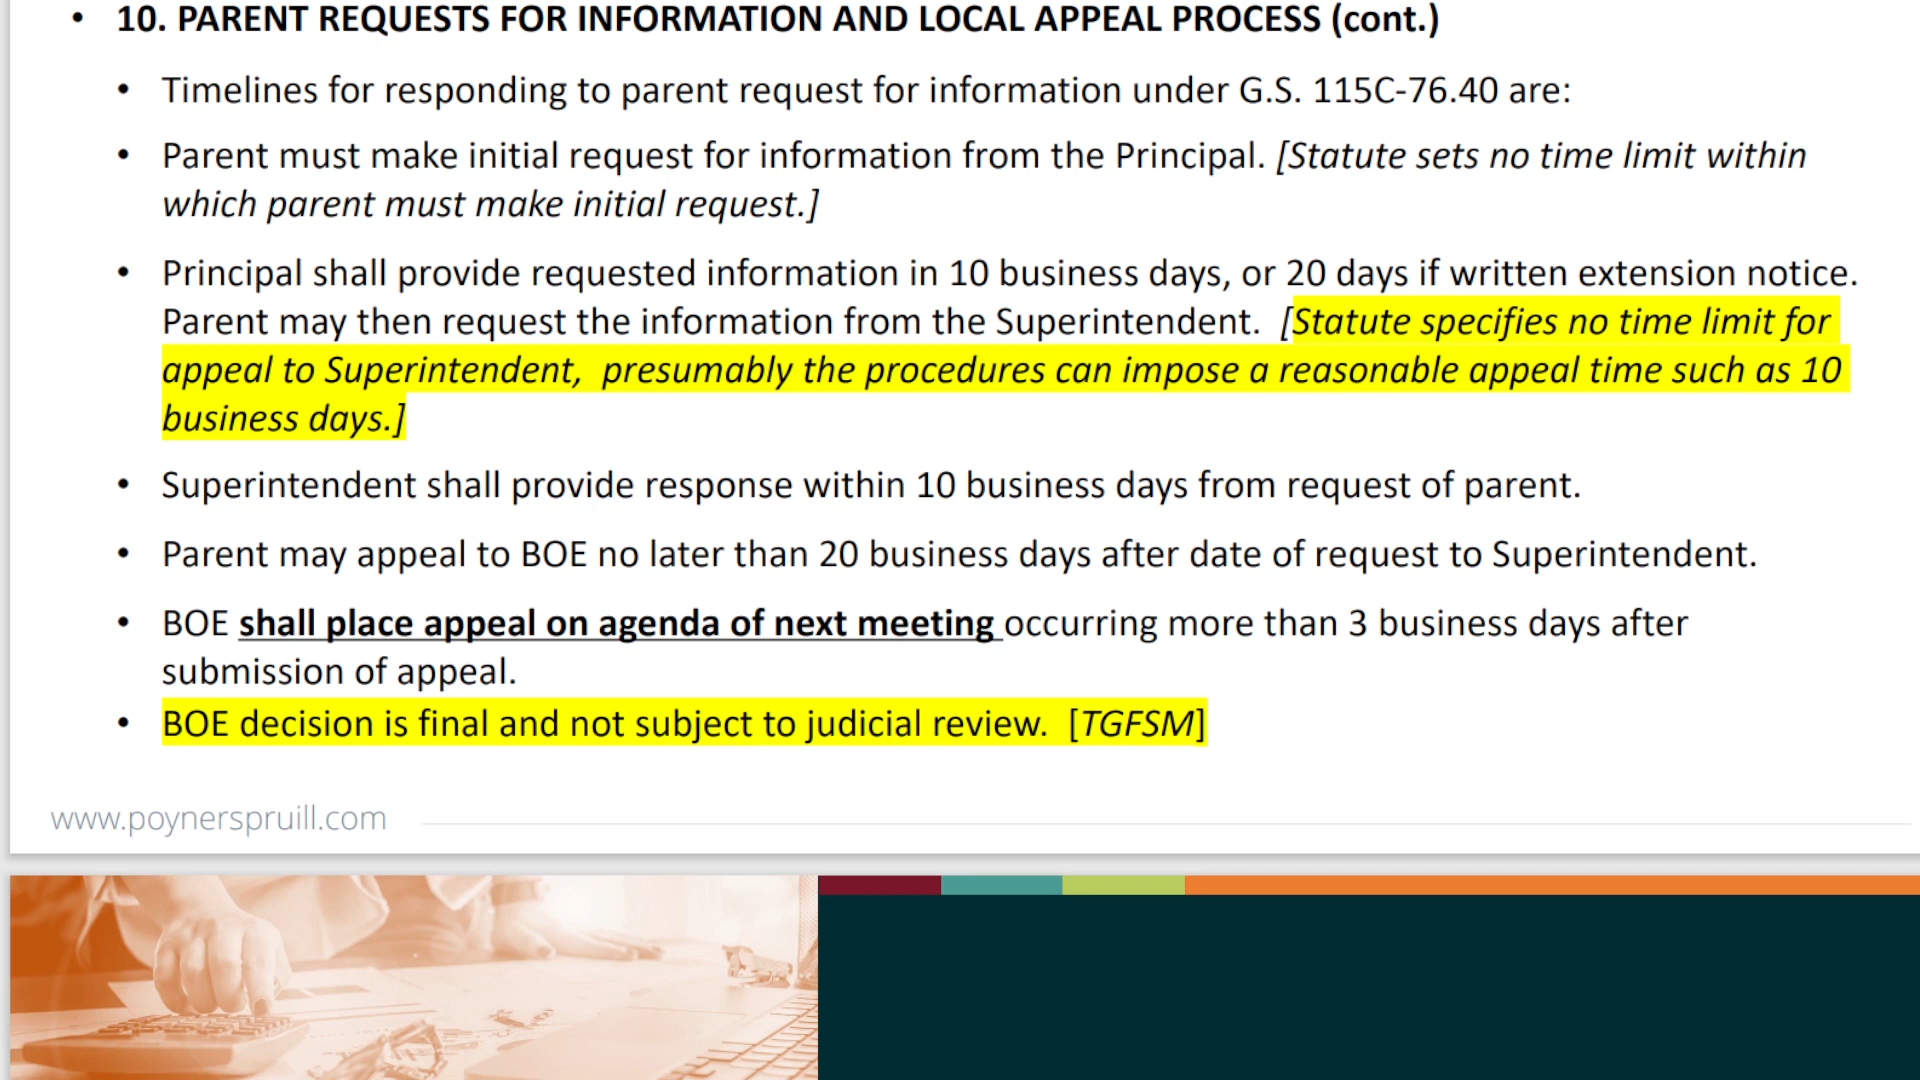 • 10. PARENT REQUESTS FOR INFORMATION AND LOCAL APPEAL PROCESS (cont.)
• Timelines for responding to parent request for information under G.S. 115C-76.40 are:
• Parent must make initial request for information from the Principal. [Statute sets no time limit within
which parent must make initial request.]
• Principal shall provide requested information in 10 business days, or 20 days if written extension notice.
Parent may then request the information from the Superintendent.  [Statute specifies no time limit for
appeal to Superintendent,  presumably the procedures can impose a reasonable appeal time such as 10
business days.]
• Superintendent shall provide response within 10 business days from request of parent.
• Parent may appeal to BOE no later than 20 business days after date of request to Superintendent.
• BOE shall place appeal on agenda of next meeting occurring more than 3 business days after
submission of appeal.
• BOE decision is final and not subject to judicial review.  [TGFSM]
www.poynerspruill.com